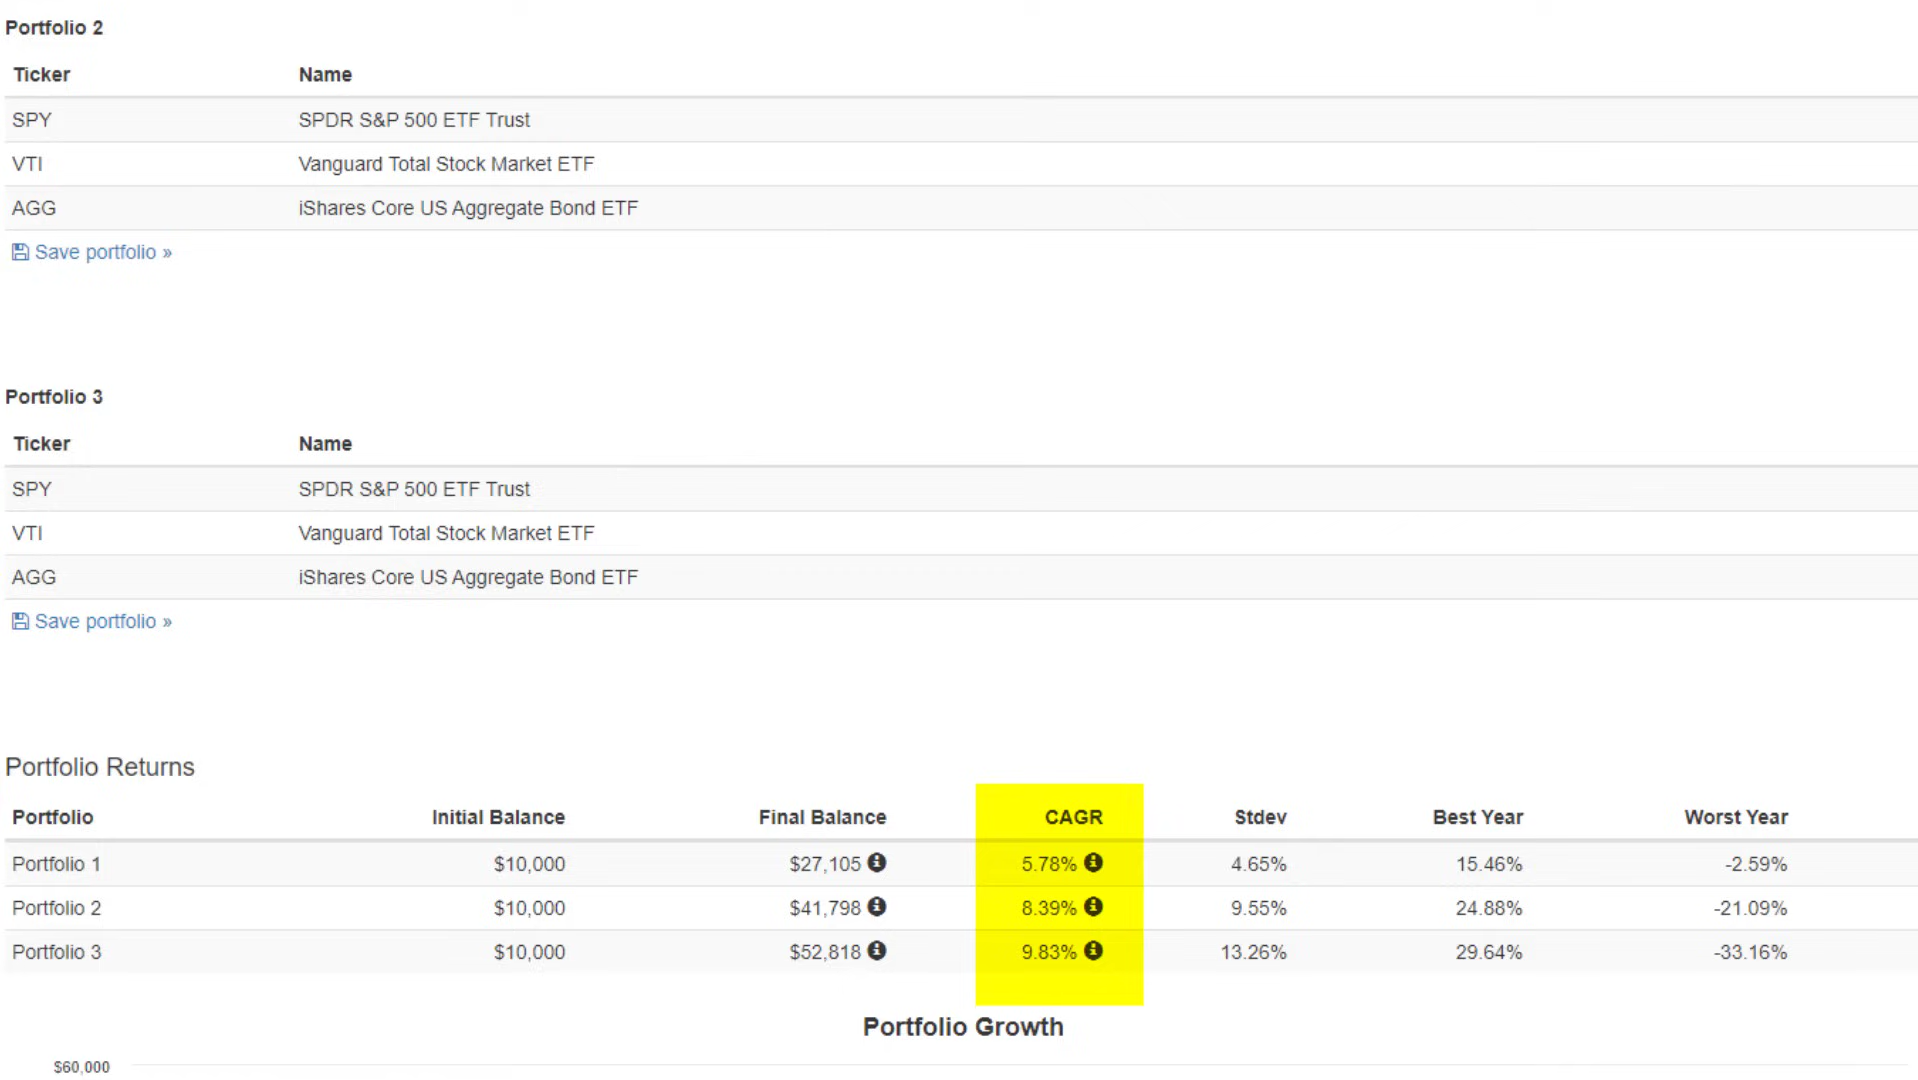 Portfolio 2
Ticker Name
SPY SPDR S&P 500 ETF Trust
VTI Vanguard Total Stock Market ETF
AGG iShares Core US Aggregate Bond ETF
Save portfolio »
Portfolio 3
Ticker Name
SPY SPDR S&P 500 ETF Trust
VTI Vanguard Total Stock Market ETF
AGG iShares Core US Aggregate Bond ETF
Save portfolio »
Portfolio Returns
Portfolio Initial Balance Final Balance CAGR Stdev Best Year Worst Year
Portfolio 1 $10,000 $27,105 5.78% 4.65% 15.46% -2.59%
Portfolio 2 $10,000 $41,798 8.39% 9.55% 24.88% -21.09%
Portfolio 3 $10,000 $52,818 9.83% 13.26% 29.64% -33.16%
Portfolio Growth
$60,000